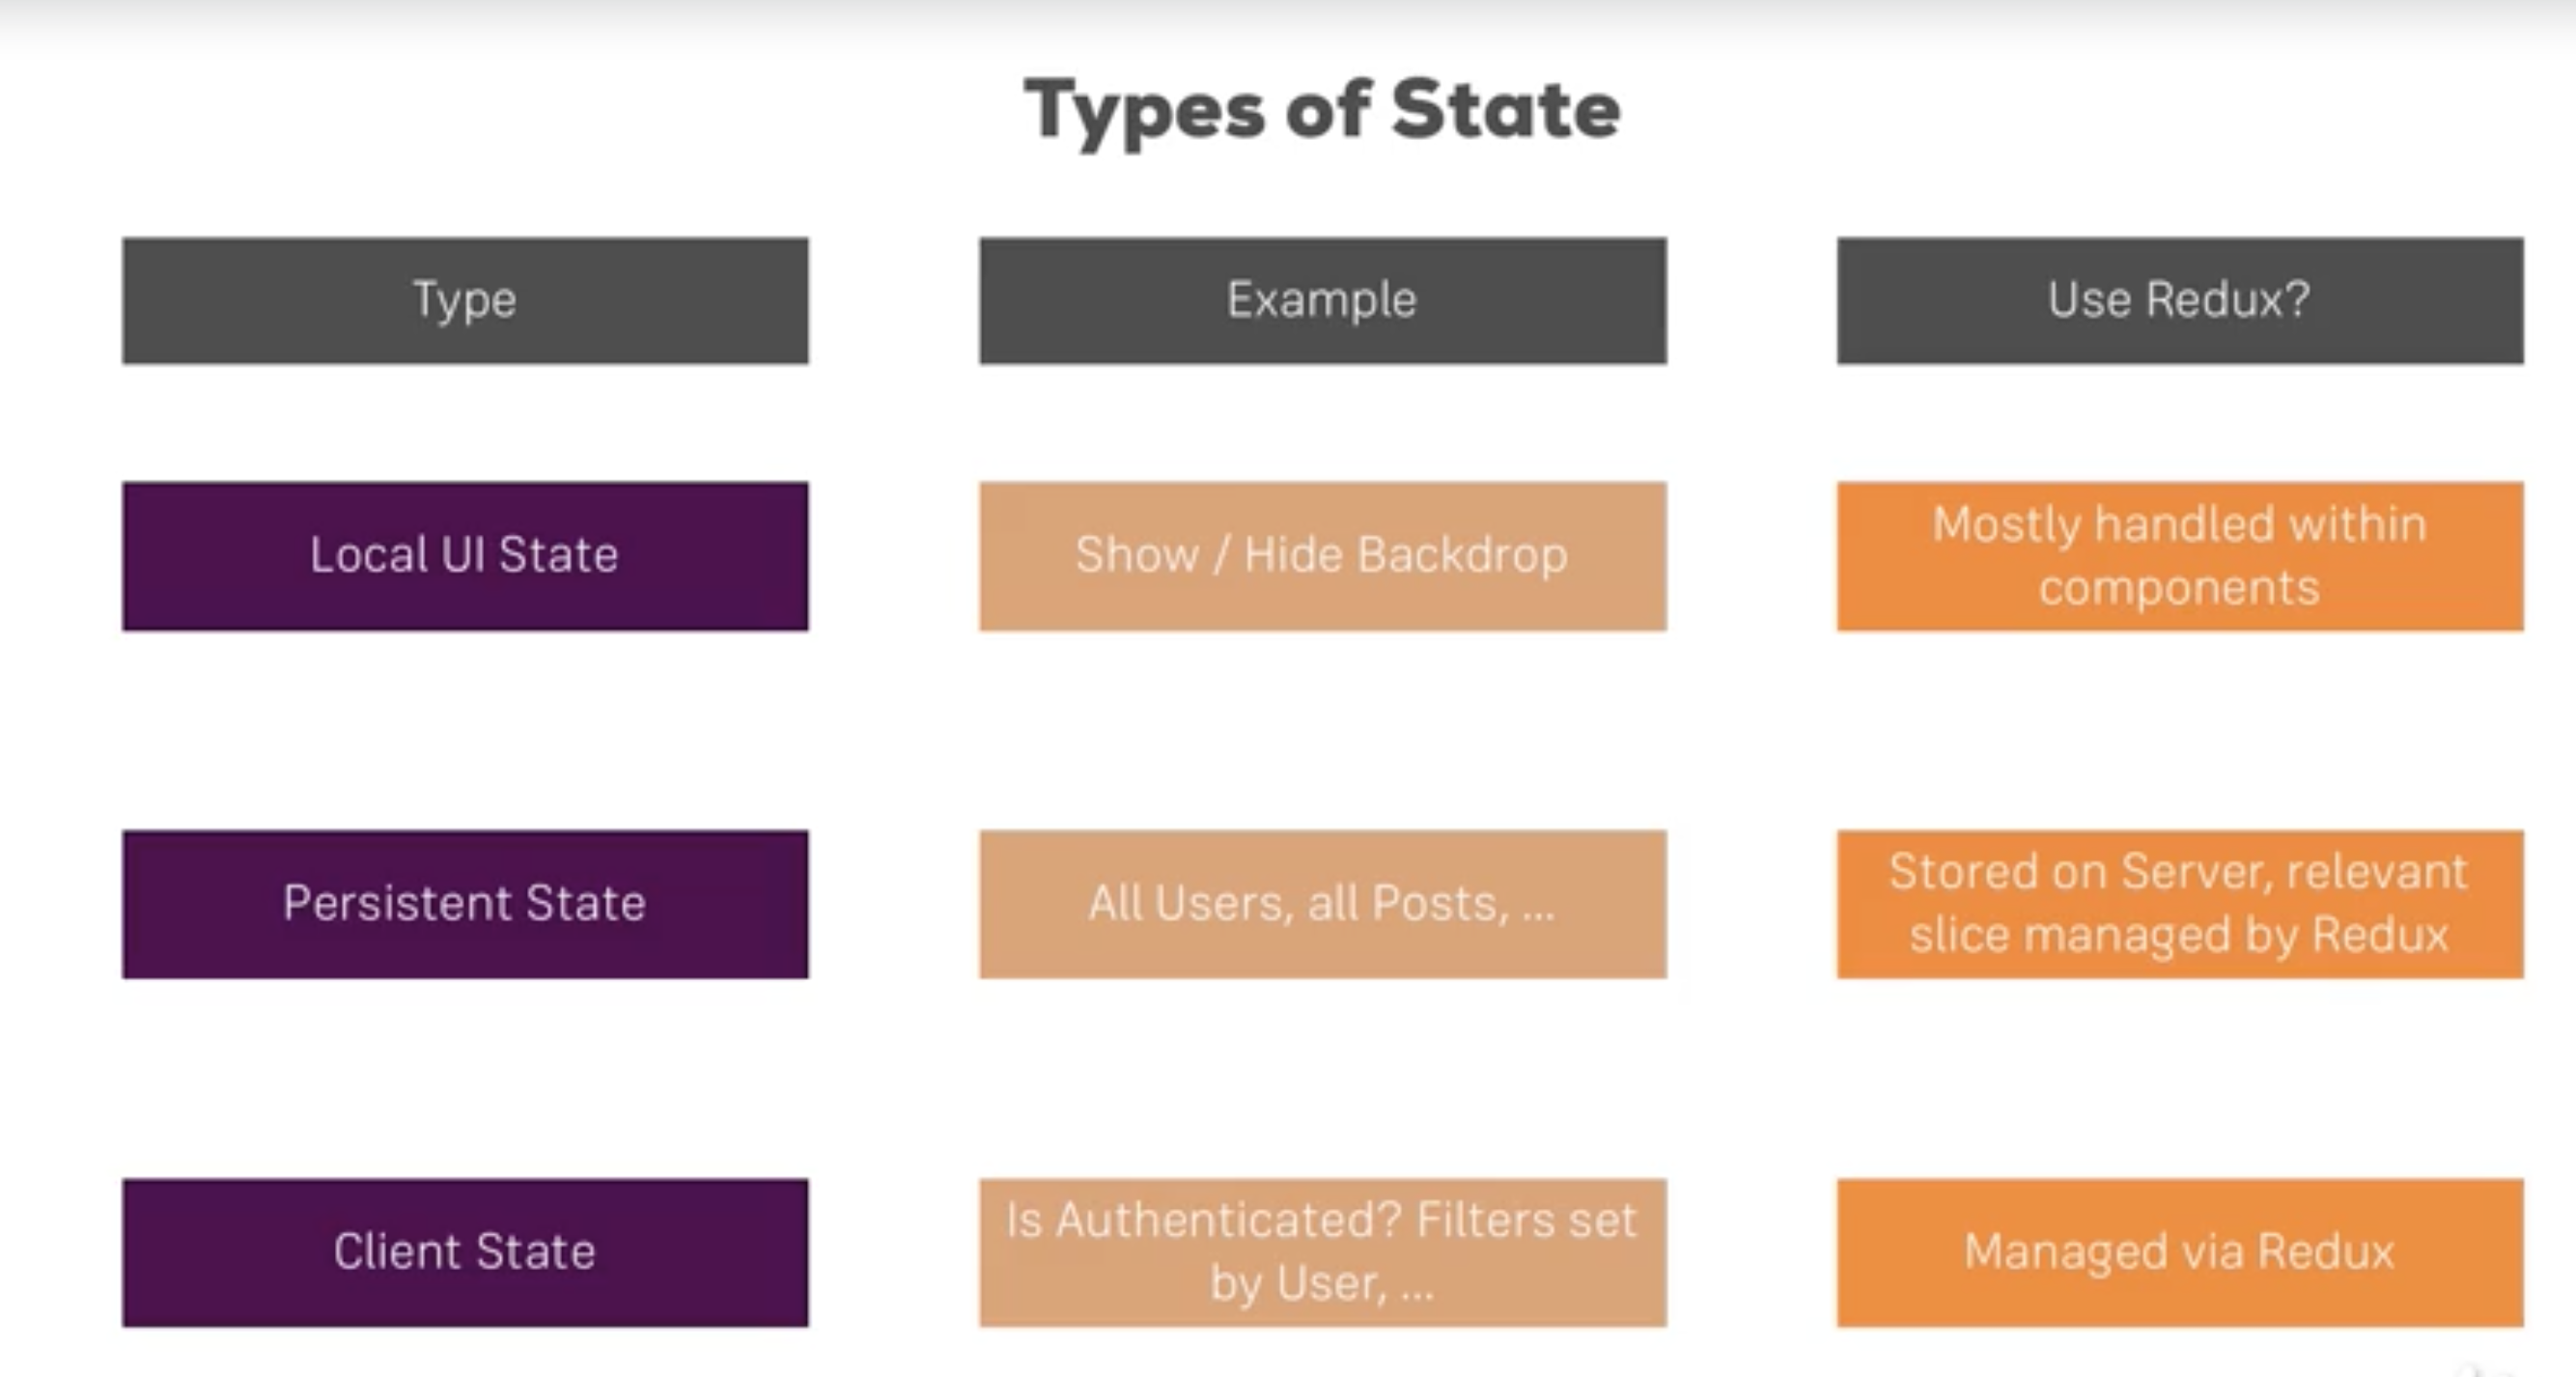 Types of State
Type
Example
Use Redux?
Local UI State
Show / Hide Backdrop
Mostly handled within
components
Persistent State
All Users, all Posts, ...
Stored on Server, relevant
slice managed by Redux
Client State
Is Authenticated? Filters set
by User, ...
Managed via Redux